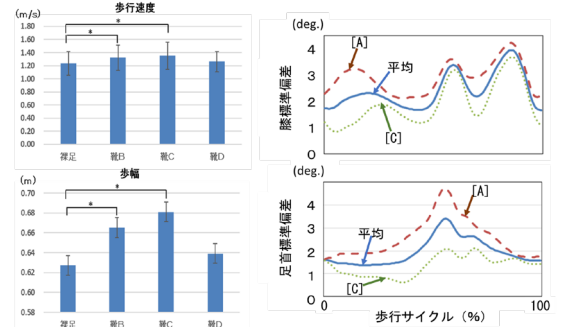 歩行速度
(m/s)
*
*
1.80
1.60
1.40
1.20
1.00
0.80
0.60
0.40
0.20
0.00
裸足 靴B 靴C 靴D
歩幅
(m)
*
*
0.70
0.68
0.66
0.64
0.62
0.60
0.58
裸足 靴B 靴C 靴D
(deg.)
膝標準偏差
4
3
2
1
0
[A]
平均
[C]
(deg.)
足首標準偏差
4
3
2
2
1
0
[A]
平均
[C]
0 100
歩行サイクル（%）